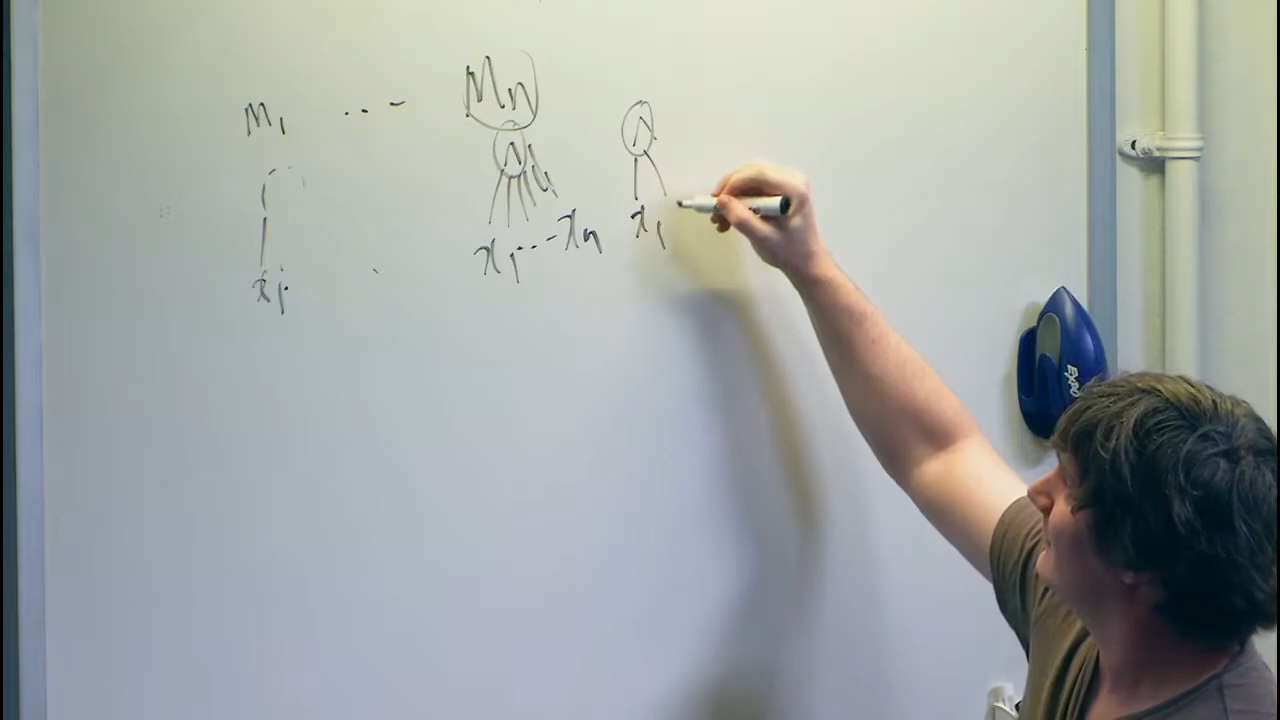 M₁ ... Mn
Λ Λ
x₁ ... xn x₁
xi
EXPO